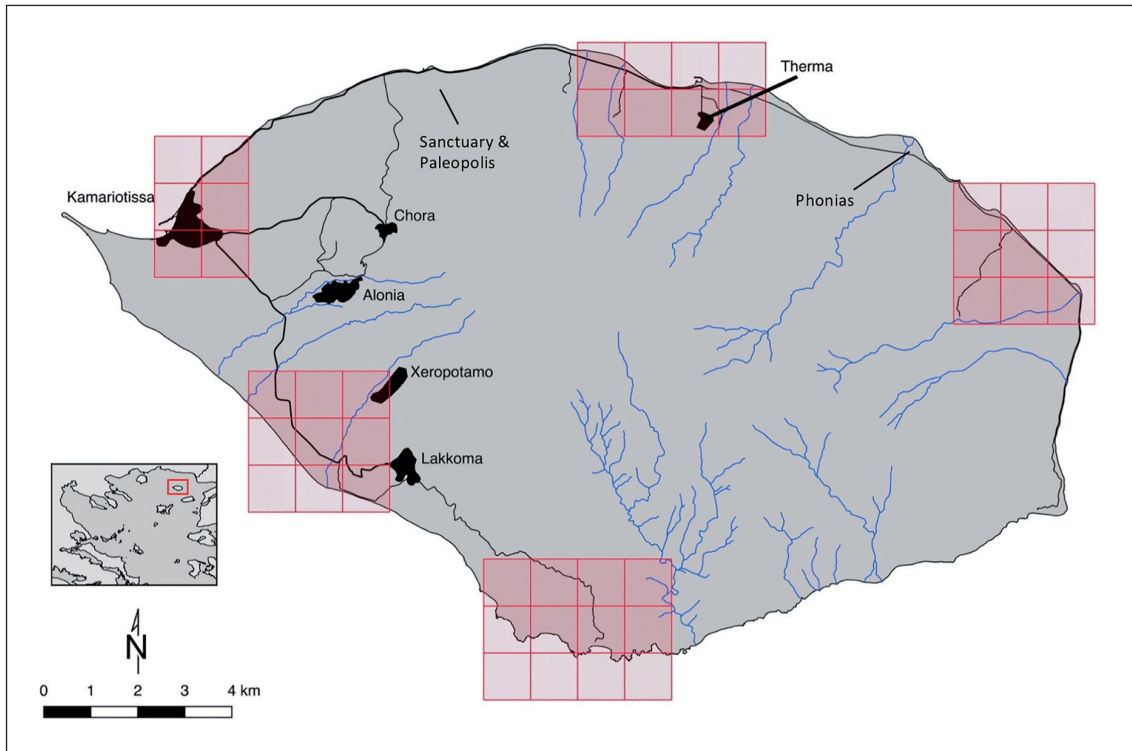 Therma
Sanctuary &
Paleopolis
Kamariotissa
Phonias
Chora
Alonia
Xeropotamo
Lakkoma
N
0 1 2 3 4 km